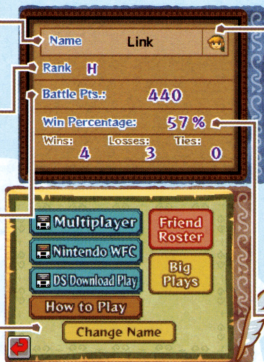 Name Link
Rank H
Battle Pts.: 440
Win Percentage: 57%
Wins: Losses: Ties:
4 3 0
Multiplayer
Friend Roster
Nintendo WFC
Big Plays
DS Download Play
How to Play
Change Name